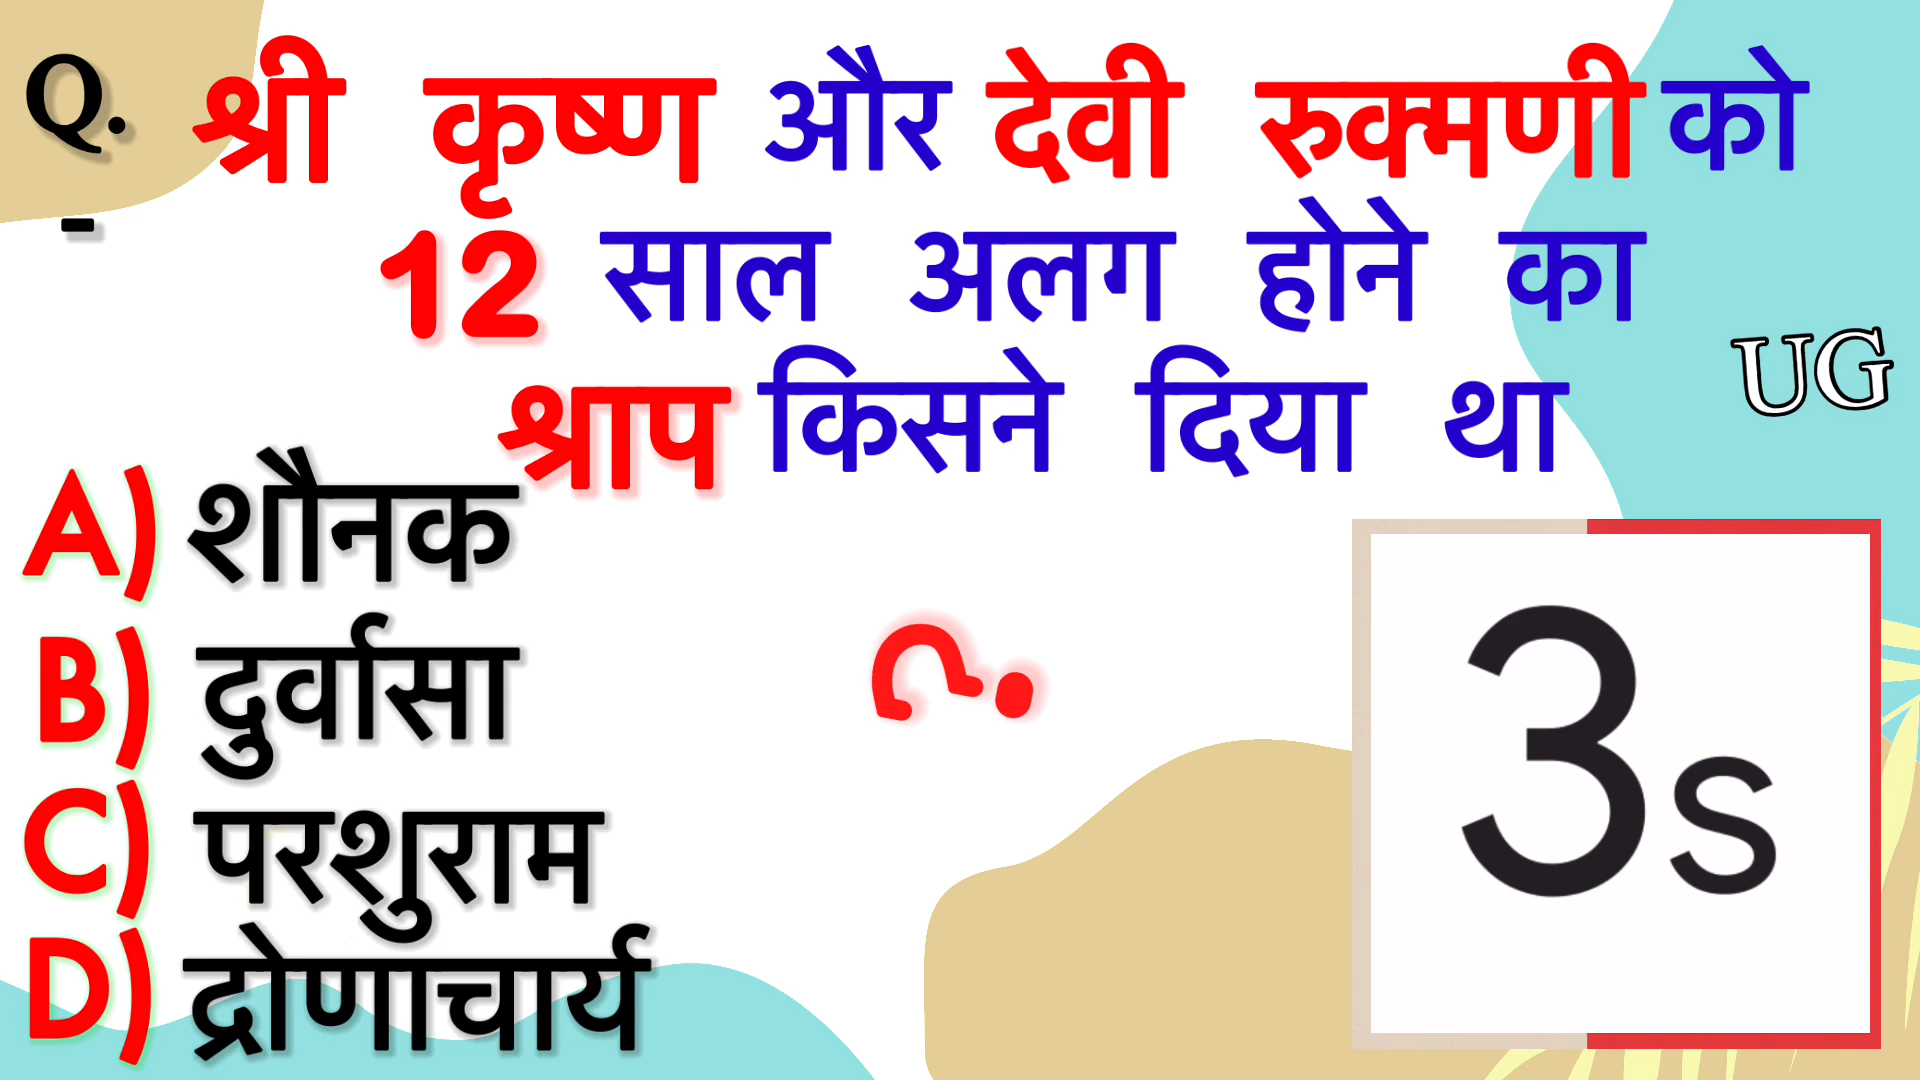 Q. श्री कृष्ण और देवी रुक्मणी को
-
12 साल अलग होने का
श्राप किसने दिया था
?
UG
A) शौनक
B) दुर्वासा
C) परशुराम
D) द्रोणाचार्य
3s